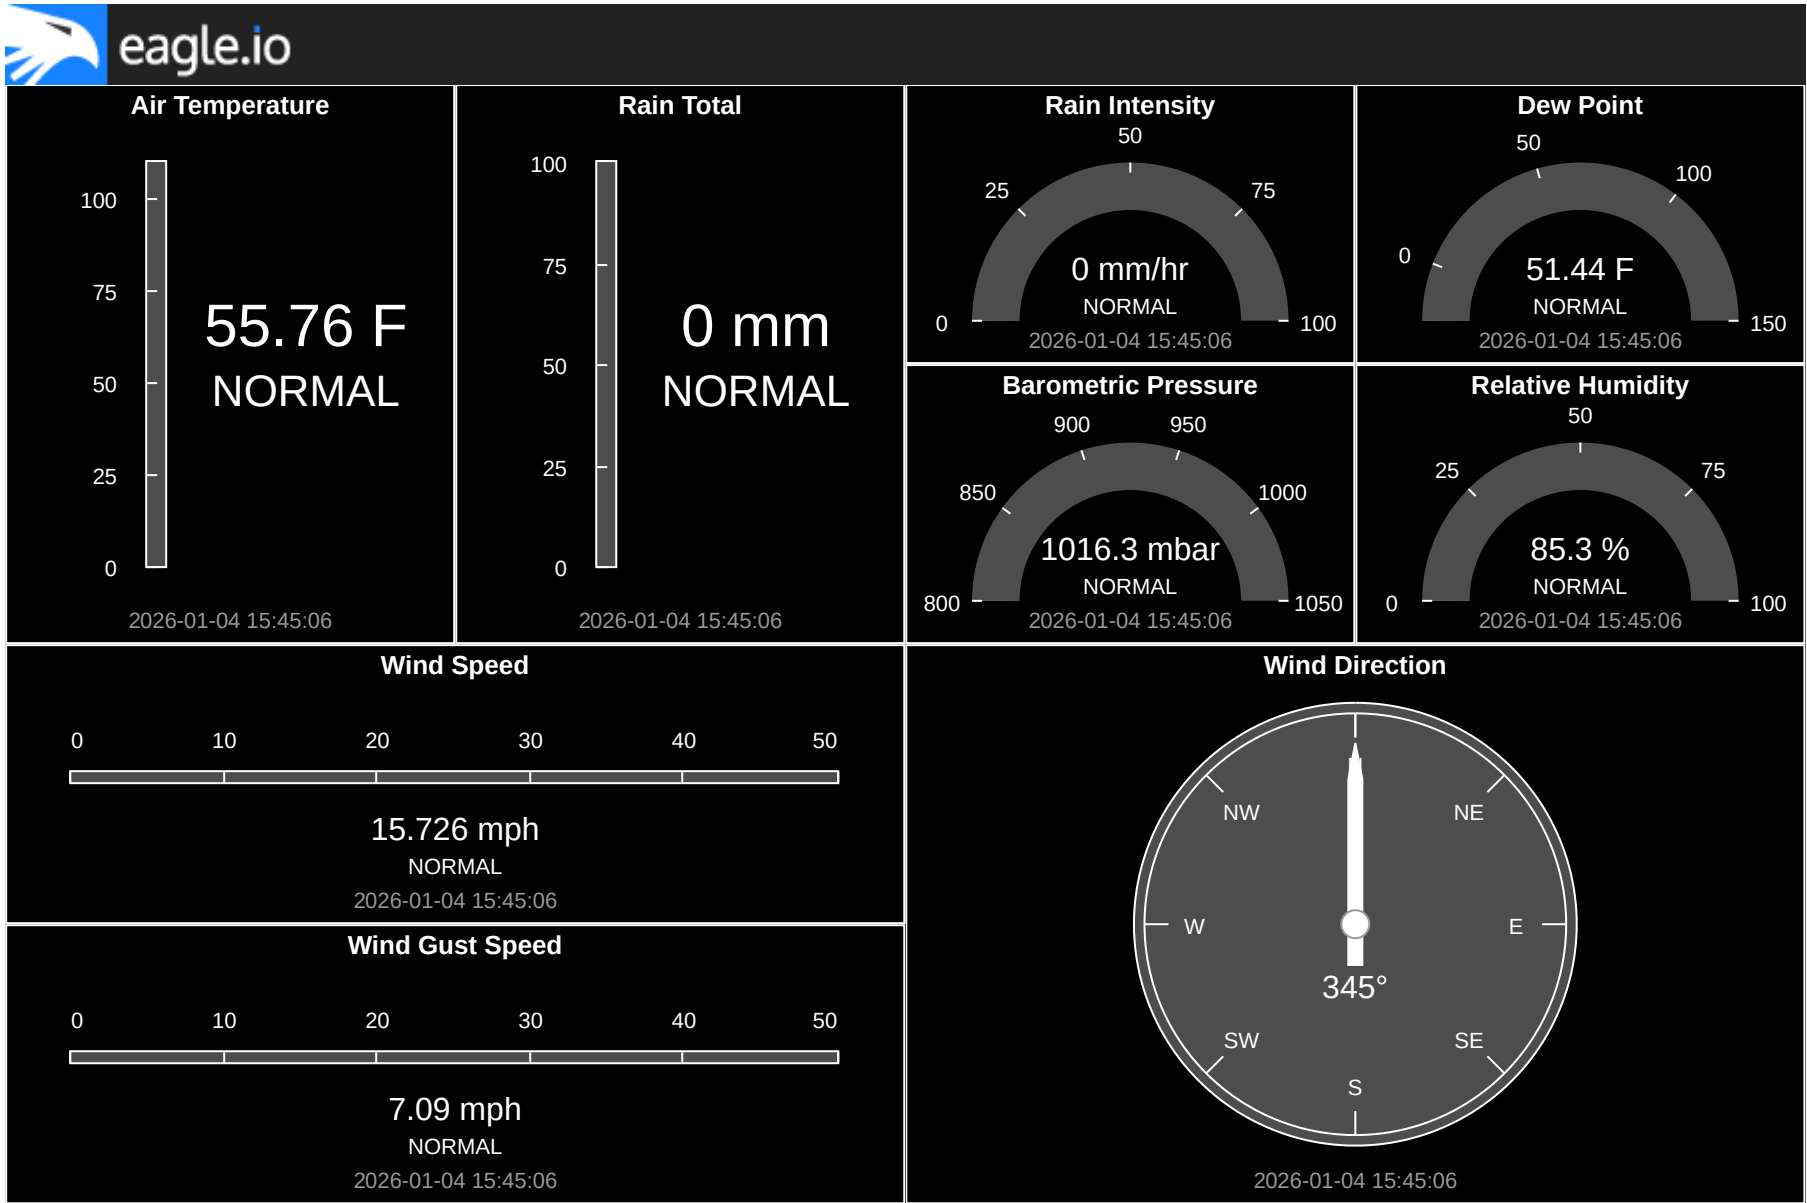 eagle.io
Air Temperature
100
75
50
25
0
55.76 F
NORMAL
2026-01-04 15:45:06
Rain Total
100
75
50
25
0
0 mm
NORMAL
2026-01-04 15:45:06
Rain Intensity
0
25
50
75
100
0 mm/hr
NORMAL
2026-01-04 15:45:06
Dew Point
0
50
100
150
51.44 F
NORMAL
2026-01-04 15:45:06
Barometric Pressure
800
850
900
950
1000
1050
1016.3 mbar
NORMAL
2026-01-04 15:45:06
Relative Humidity
0
25
50
75
100
85.3 %
NORMAL
2026-01-04 15:45:06
Wind Speed
0 10 20 30 40 50
15.726 mph
NORMAL
2026-01-04 15:45:06
Wind Gust Speed
0 10 20 30 40 50
7.09 mph
NORMAL
2026-01-04 15:45:06
Wind Direction
NW NE
W E
345°
SW SE
S
2026-01-04 15:45:06